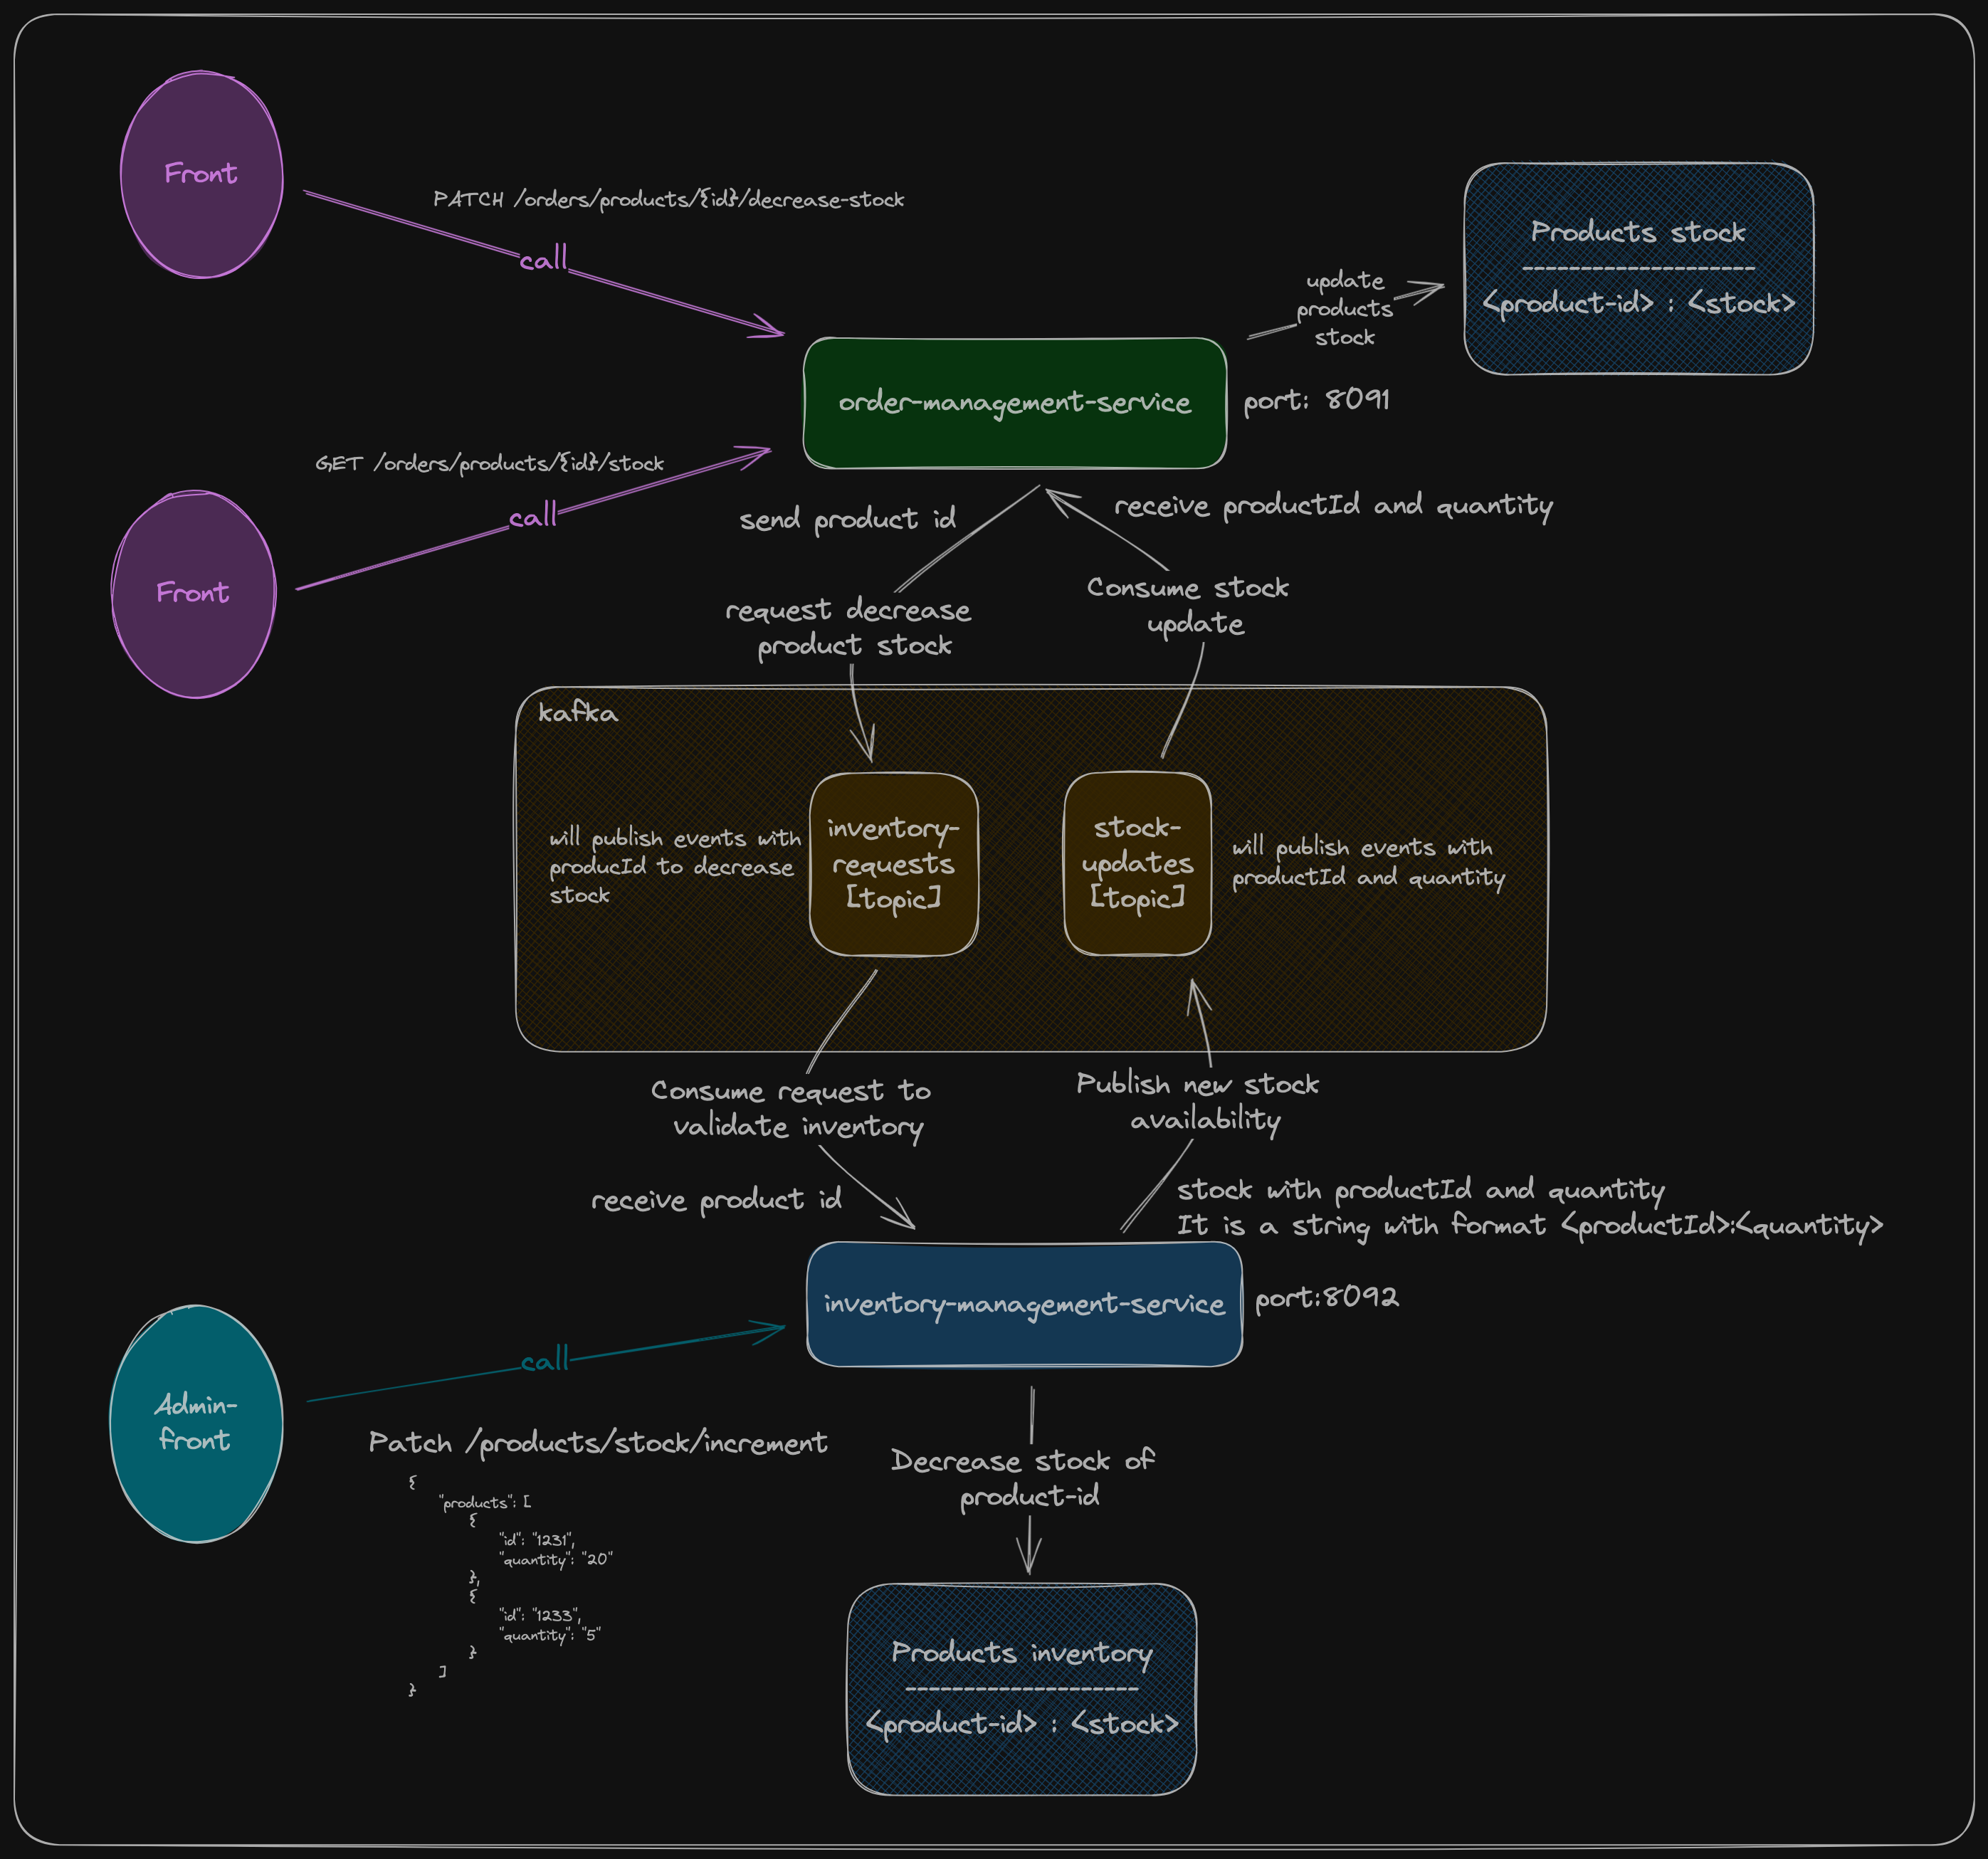 Front
PATCH /orders/products/{id}/decrease-stock
call
Products stock
--------------------
<product-id> : <stock>
update
products
stock
order-management-service
port: 8091
GET /orders/products/{id}/stock
call
Front
send product id
receive productId and quantity
request decrease
product stock
Consume stock
update
kafka
will publish events with
producId to decrease
stock
inventory-
requests
[topic]
stock-
updates
[topic]
will publish events with
productId and quantity
Consume request to
validate inventory
Publish new stock
availability
receive product id
stock with productId and quantity
It is a string with format <productId>:<quantity>
inventory-management-service
port:8092
call
Admin-
front
Patch /products/stock/increment
{
"products": [
{
"id": "1231",
"quantity": "20"
},
{
"id": "1233",
"quantity": "5"
}
]
}
Decrease stock of
product-id
Products inventory
--------------------
<product-id> : <stock>